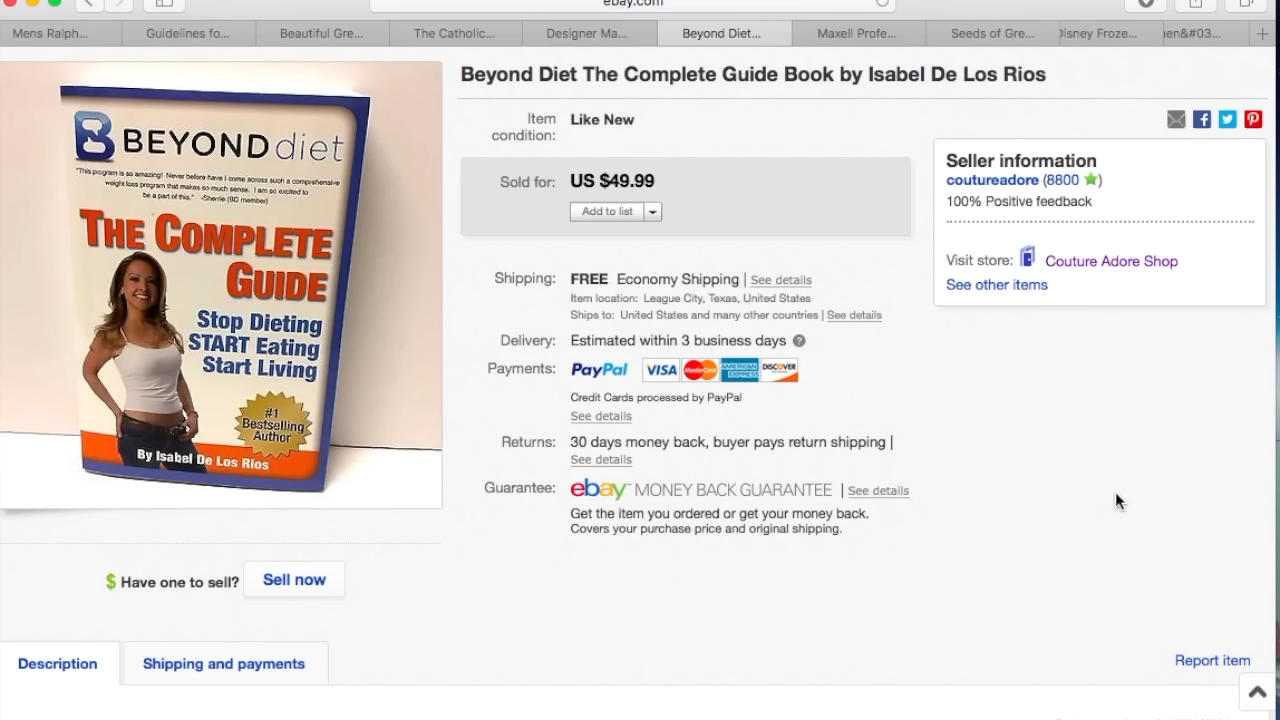 ebay.com
Mens Ralph...
Guidelines fo...
Beautiful Gre...
The Catholic...
Designer Ma...
Beyond Diet...
Maxell Profe...
Seeds of Gre...
Disney Froze...
en&#03...
Beyond Diet The Complete Guide Book by Isabel De Los Rios
Item condition: Like New
Sold for: US $49.99
Add to list
Shipping: FREE Economy Shipping | See details
Item location: League City, Texas, United States
Ships to: United States and many other countries | See details
Delivery: Estimated within 3 business days ?
Payments: PayPal VISA MasterCard AMERICAN EXPRESS DISCOVER
Credit Cards processed by PayPal
See details
Returns: 30 days money back, buyer pays return shipping |
See details
Guarantee: ebay MONEY BACK GUARANTEE | See details
Get the item you ordered or get your money back.
Covers your purchase price and original shipping.
Seller information
coutureadore (8800)
100% Positive feedback
Visit store: Couture Adore Shop
See other items
B BEYOND diet
"This program is so amazing! Never before have I come across such a comprehensive
weight loss program that makes so much sense. I am so excited to
be a part of this." -Sherrie (BD member)
THE COMPLETE
GUIDE
Stop Dieting
START Eating
Start Living
#1
Bestselling
Author
By Isabel De Los Rios
$ Have one to sell? Sell now
Description
Shipping and payments
Report item